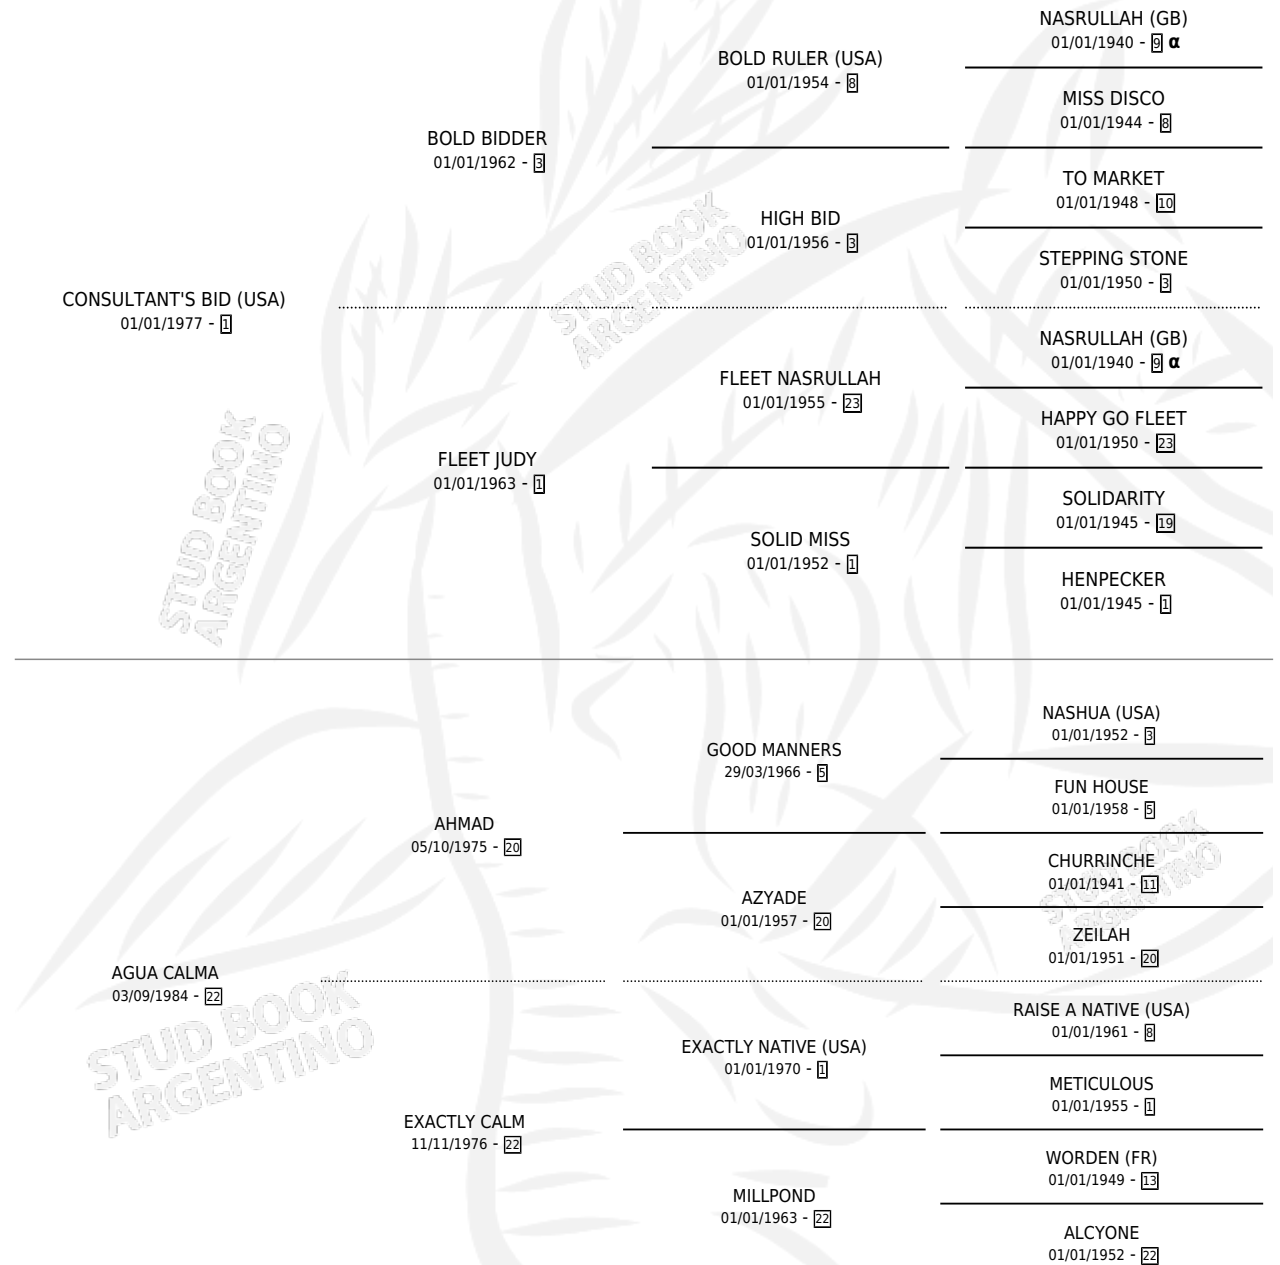 NASRULLAH (GB)
01/01/1940 - 9 α
BOLD RULER (USA)
01/01/1954 - 8
MISS DISCO
01/01/1944 - 8
BOLD BIDDER
01/01/1962 - 3
TO MARKET
01/01/1948 - 10
HIGH BID
01/01/1956 - 3
STEPPING STONE
01/01/1950 - 3
CONSULTANT'S BID (USA)
01/01/1977 - 1
NASRULLAH (GB)
01/01/1940 - 9 α
FLEET NASRULLAH
01/01/1955 - 23
HAPPY GO FLEET
01/01/1950 - 23
FLEET JUDY
01/01/1963 - 1
SOLIDARITY
01/01/1945 - 19
SOLID MISS
01/01/1952 - 1
HENPECKER
01/01/1945 - 1
NASHUA (USA)
01/01/1952 - 3
GOOD MANNERS
29/03/1966 - 5
FUN HOUSE
01/01/1958 - 5
AHMAD
05/10/1975 - 20
CHURRINCHE
01/01/1941 - 11
AZYADE
01/01/1957 - 20
ZEILAH
01/01/1951 - 20
AGUA CALMA
03/09/1984 - 22
RAISE A NATIVE (USA)
01/01/1961 - 8
EXACTLY NATIVE (USA)
01/01/1970 - 1
METICULOUS
01/01/1955 - 1
EXACTLY CALM
11/11/1976 - 22
WORDEN (FR)
01/01/1949 - 13
MILLPOND
01/01/1963 - 22
ALCYONE
01/01/1952 - 22
STUD BOOK
ARGENTINO
STUD BOOK
ARGENTINO
STUD BOOK
ARGENTINO
STUD BOOK
ARGENTINO